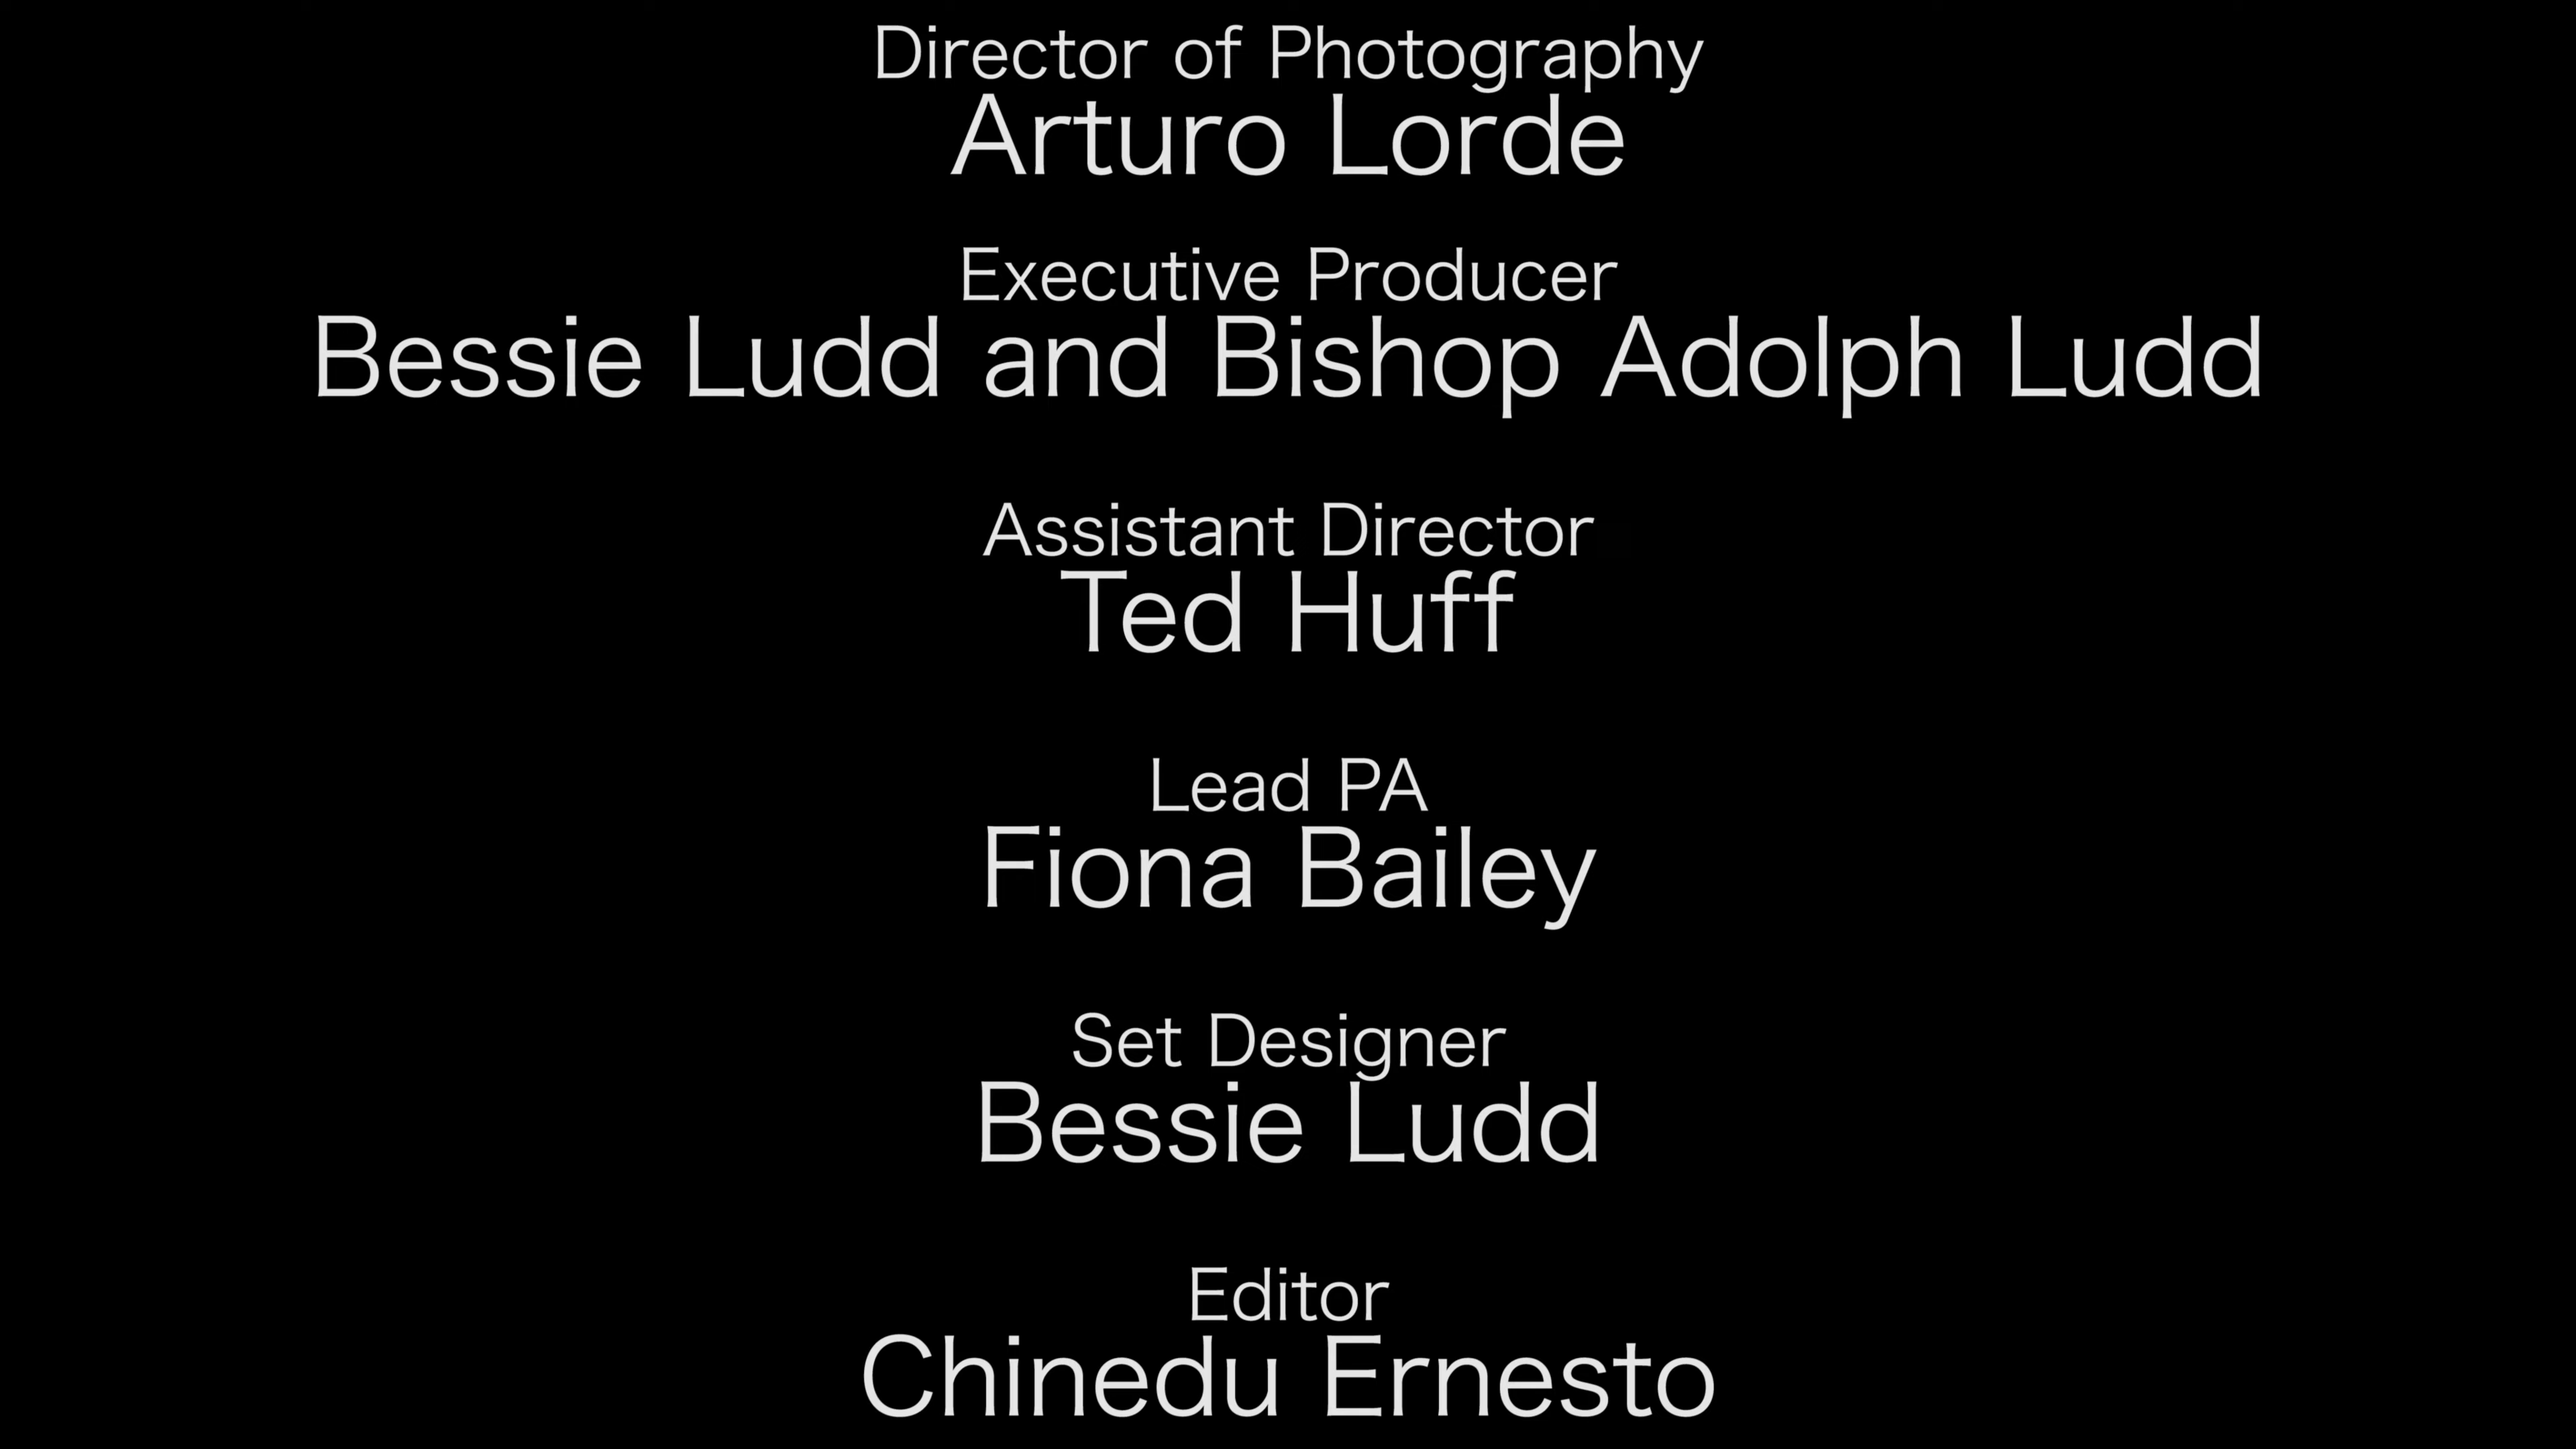 Director of Photography
Arturo Lorde
Executive Producer
Bessie Ludd and Bishop Adolph Ludd
Assistant Director
Ted Huff
Lead PA
Fiona Bailey
Set Designer
Bessie Ludd
Editor
Chinedu Ernesto